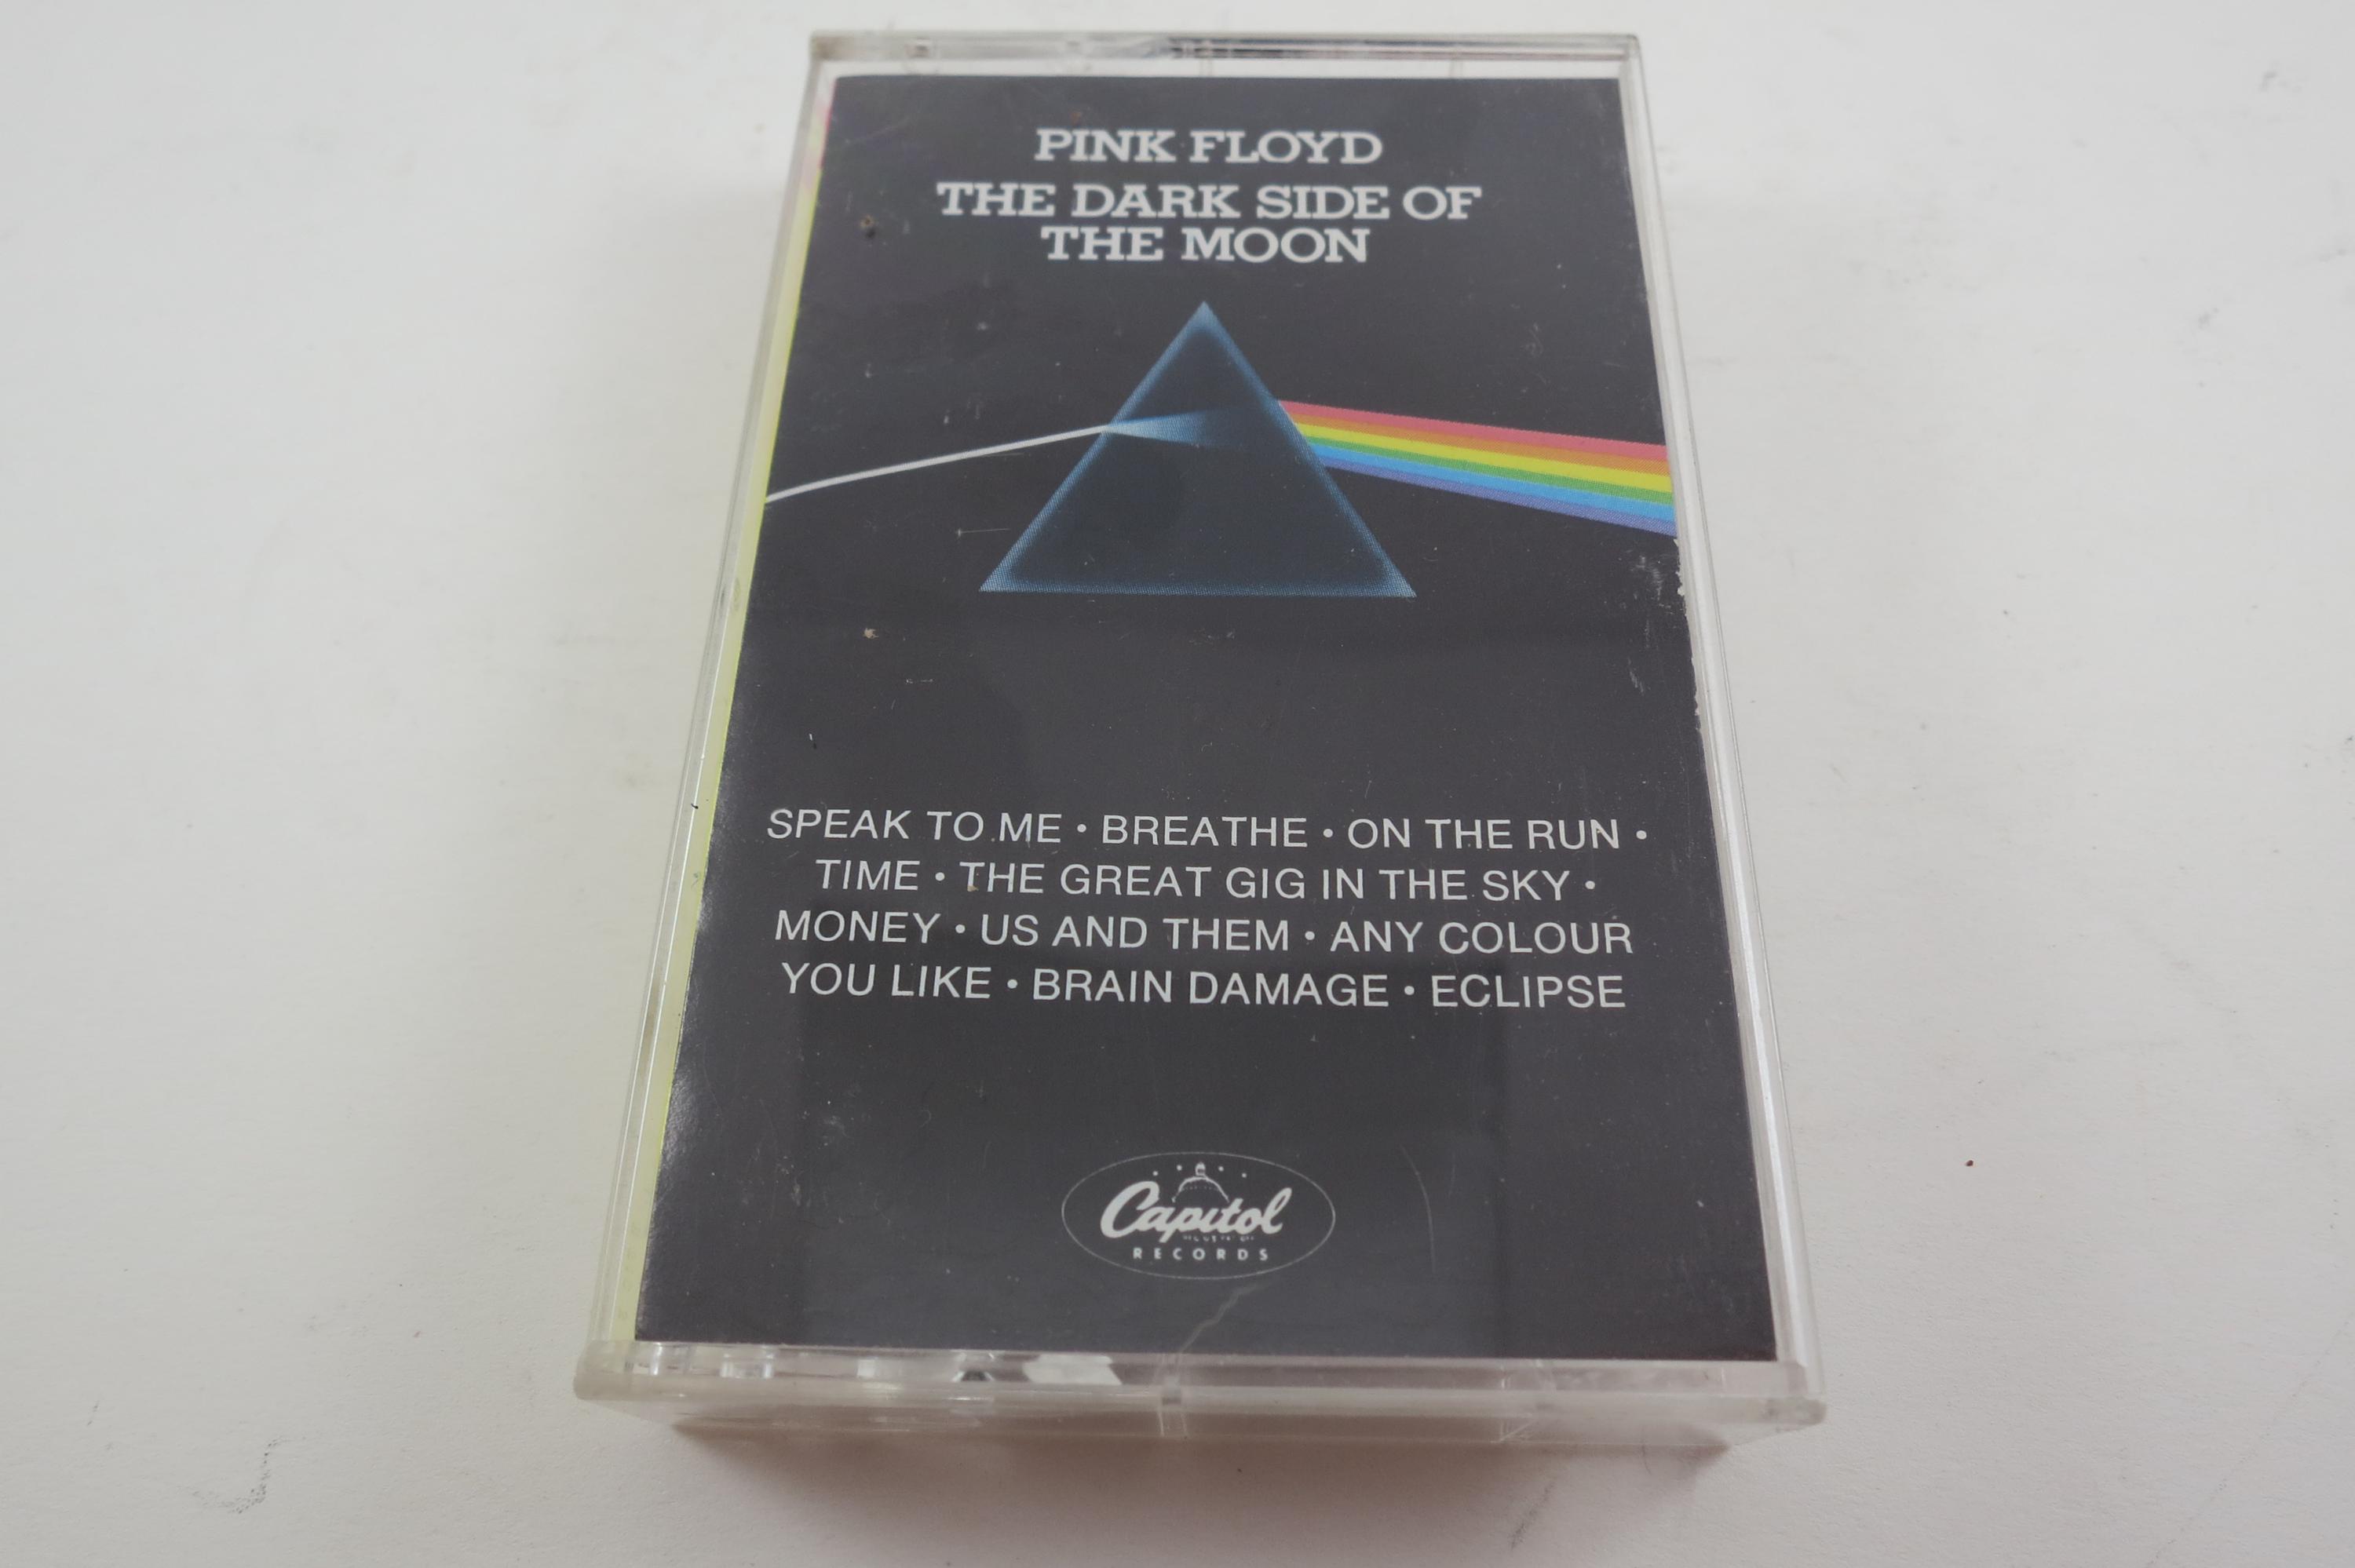 PINK FLOYD
THE DARK SIDE OF
THE MOON
SPEAK TO ME • BREATHE • ON THE RUN •
TIME • THE GREAT GIG IN THE SKY •
MONEY • US AND THEM • ANY COLOUR
YOU LIKE • BRAIN DAMAGE • ECLIPSE
Capitol
RECORDS